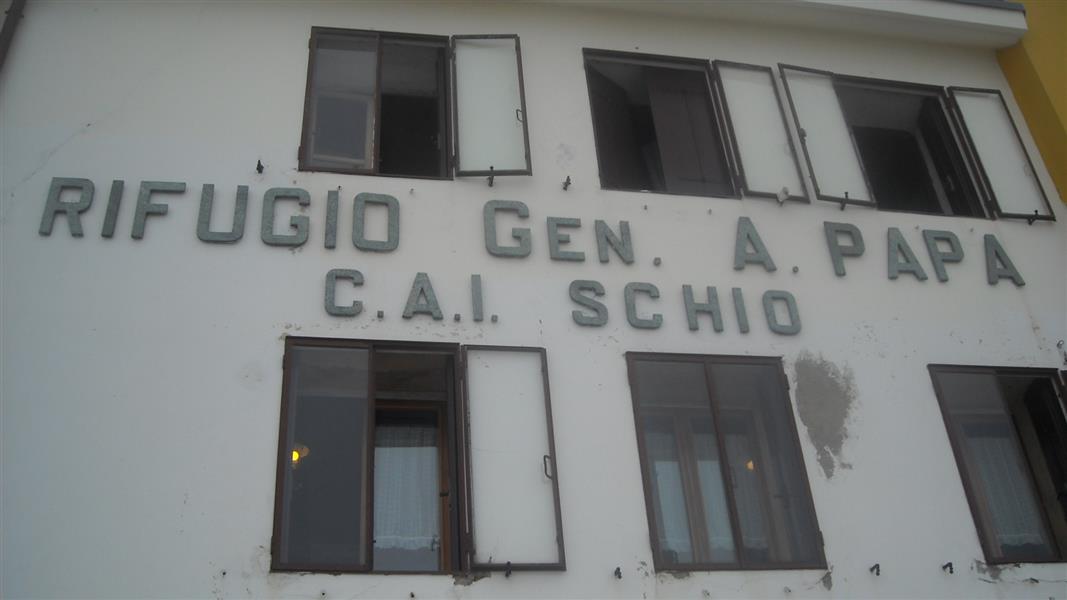 RIFUGIO GEN. A. PAPA
C.A.I. SCHIO